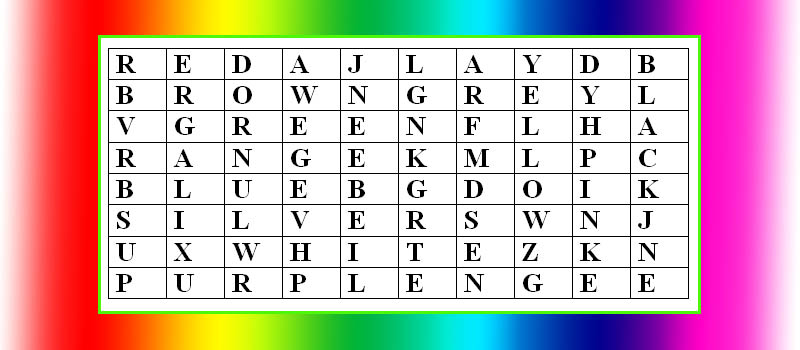 R E D A J L A Y D B
B R O W N G R E Y L
V G R E E N F L H A
R A N G E K M L P C
B L U E B G D O I K
S I L V E R S W N J
U X W H I T E Z K N
P U R P L E N G E E